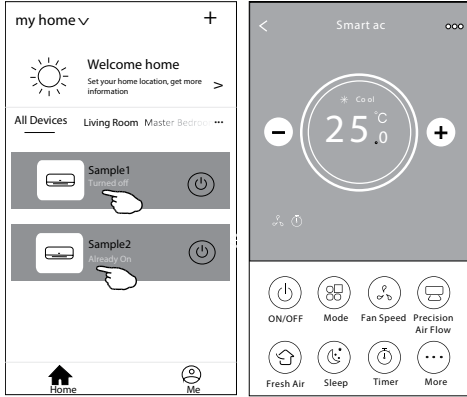 my home
Welcome home
Set your home location, get more
information
All Devices Living Room Master Bedroo
Sample1
Turned off
Sample2
Already On
Home Me
Smart ac
Cool
25.0 °C
ON/OFF Mode Fan Speed Precision
Air Flow
Fresh Air Sleep Timer More